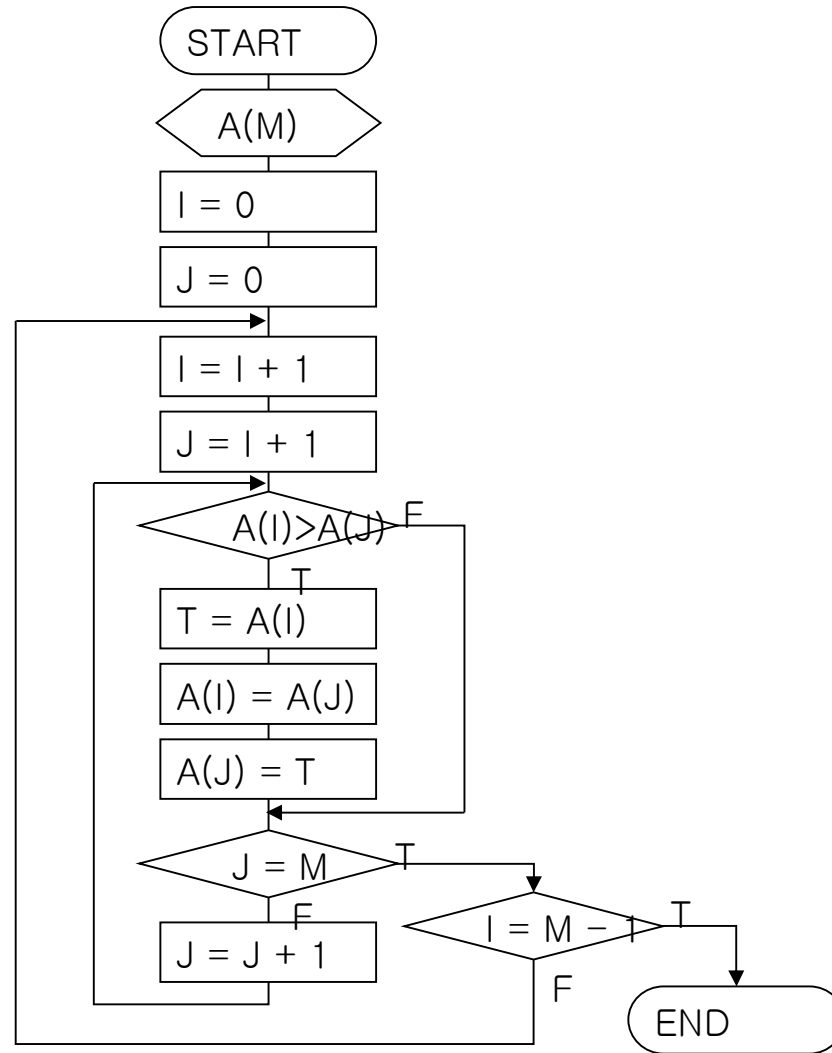 START
A(M)
I = 0
J = 0
I = I + 1
J = I + 1
A(I)>A(J)
F
T
T = A(I)
A(I) = A(J)
A(J) = T
J = M
T
F
I = M - 1
T
J = J + 1
F
END